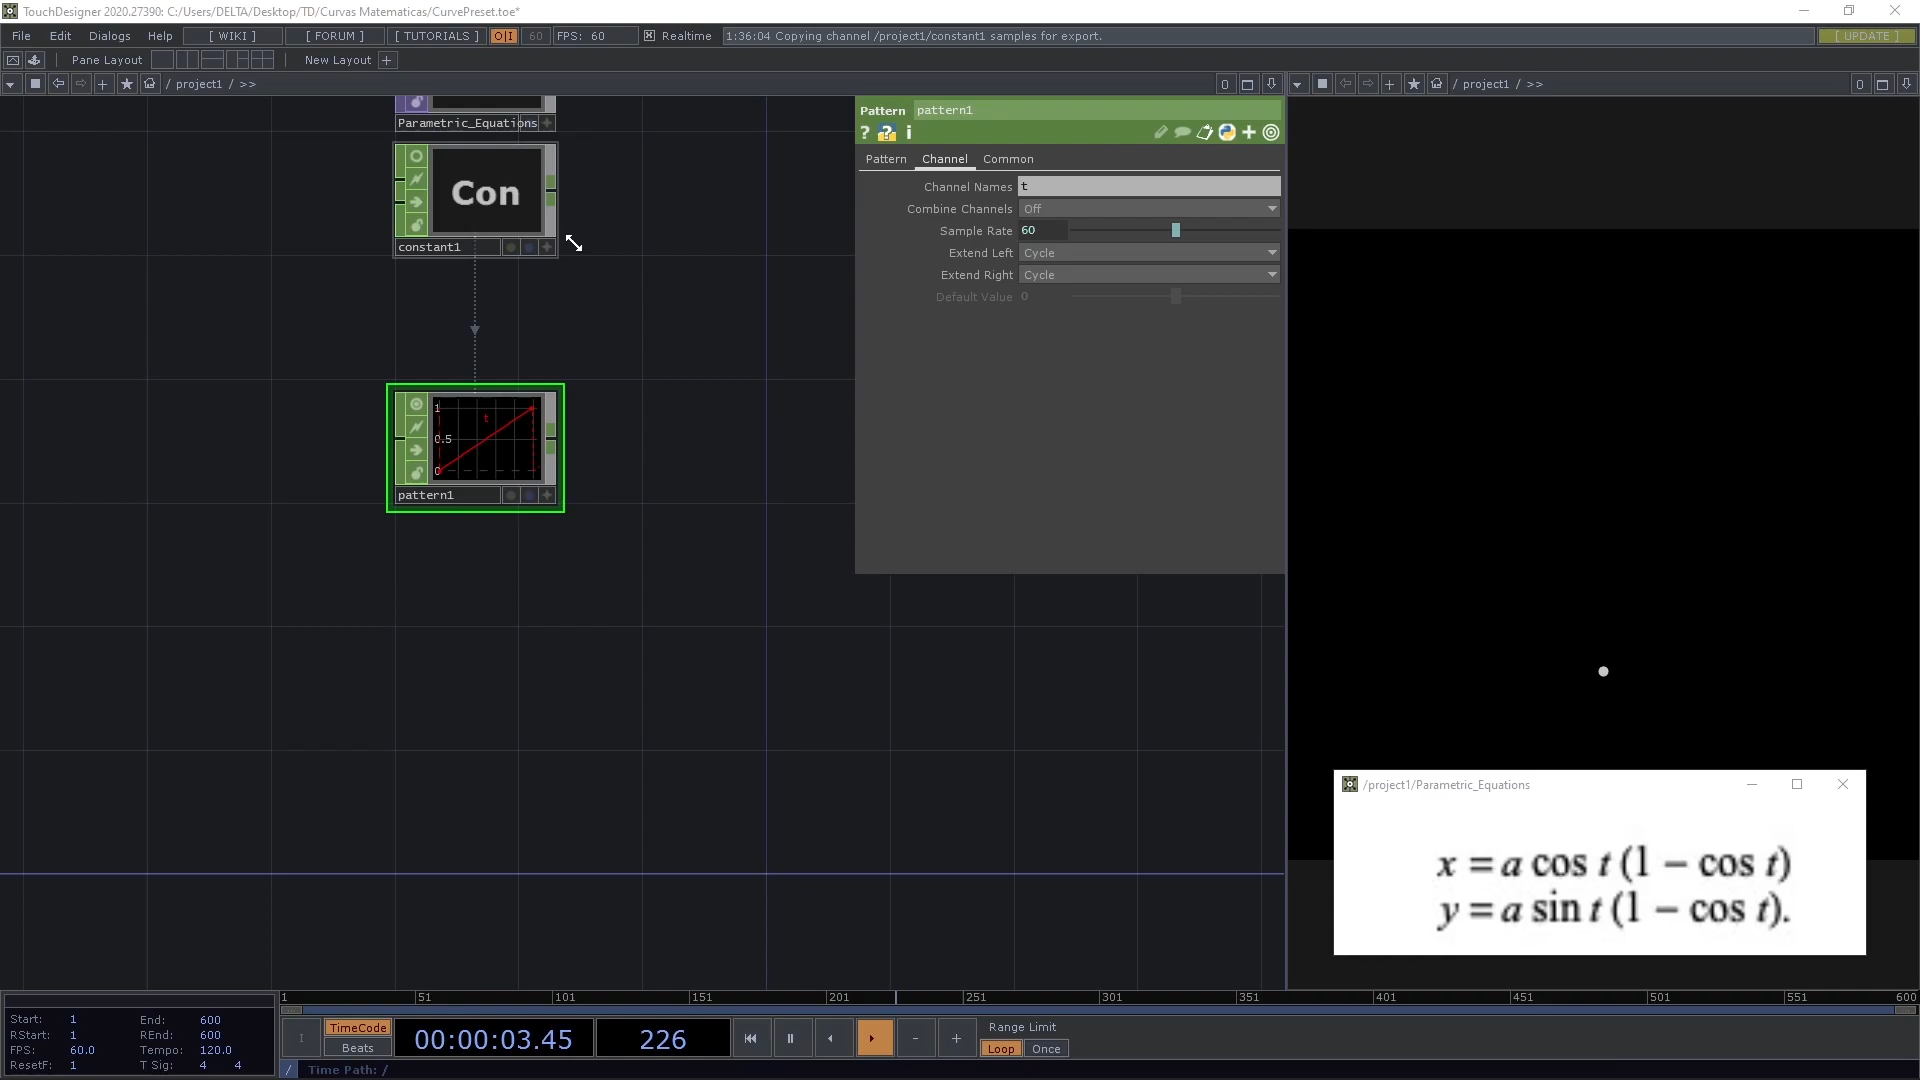 TouchDesigner 2020.27390: C:/Users/DELTA/Desktop/TD/Curvas Matematicas/CurvePreset.toe*
File Edit Dialogs Help [ WIKI ] [ FORUM ] [ TUTORIALS ] O|I 60 FPS: 60 Realtime 1:36:04 Copying channel /project1/constant1 samples for export. [ UPDATE ]
Pane Layout New Layout +
/ project1 / >> 0 / project1 / >> 0
Parametric_Equations
Con
constant1
1
t
0.5
0
pattern1
Pattern pattern1
? ? i
Pattern Channel Common
Channel Names t
Combine Channels Off
Sample Rate 60
Extend Left Cycle
Extend Right Cycle
Default Value 0
/project1/Parametric_Equations
x = a cos t (1 − cos t)
y = a sin t (1 − cos t).
1 51 101 151 201 251 301 351 401 451 501 551 600
Start: 1 End: 600
RStart: 1 REnd: 600
FPS: 60.0 Tempo: 120.0
ResetF: 1 T Sig: 4 4
I TimeCode Beats 00:00:03.45 226 - +
Range Limit
Loop Once
/ Time Path: /